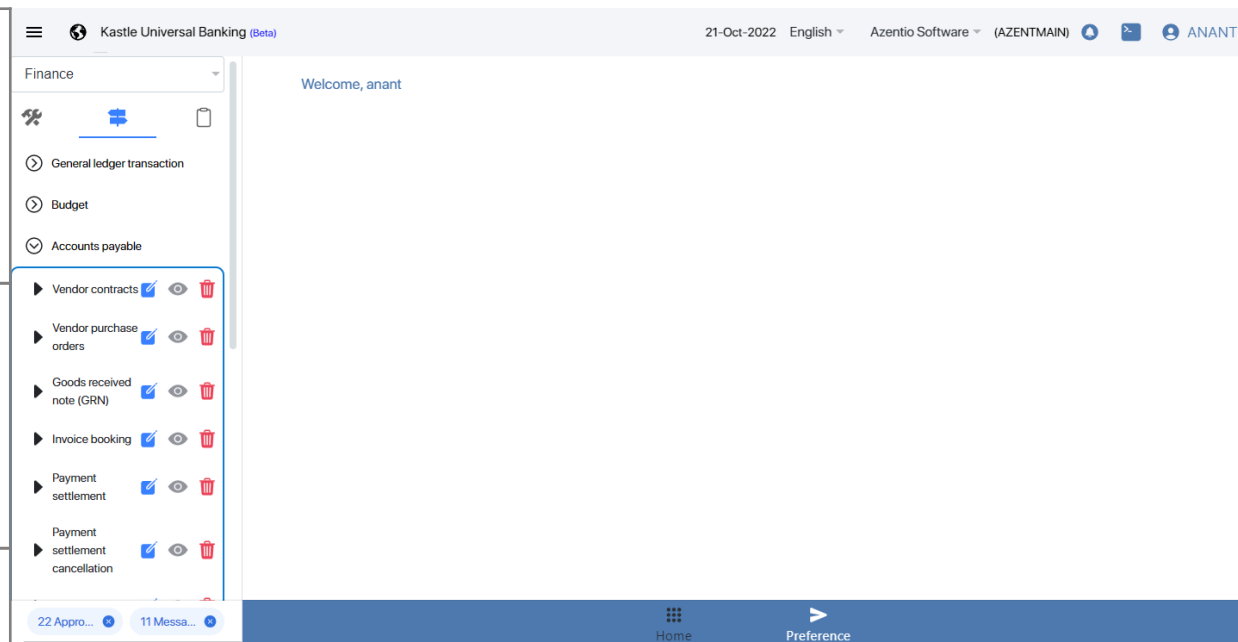 Kastle Universal Banking (Beta)
21-Oct-2022 English Azentio Software (AZENTMAIN) ANANT
Finance
Welcome, anant
General ledger transaction
Budget
Accounts payable
Vendor contracts
Vendor purchase
orders
Goods received
note (GRN)
Invoice booking
Payment
settlement
Payment
settlement
cancellation
22 Appro... 11 Messa...
Home Preference